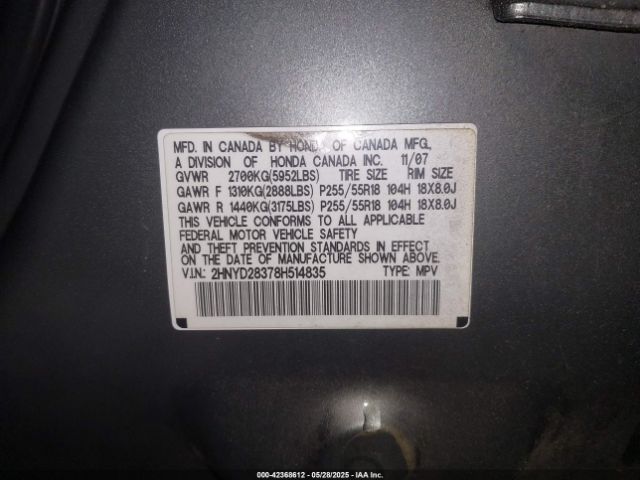 MFD. IN CANADA BY HONDA OF CANADA MFG.,
A DIVISION OF HONDA CANADA INC. 11/07
GVWR 2700KG(5952LBS) TIRE SIZE RIM SIZE
GAWR F 1310KG(2888LBS) P255/55R18 104H 18X8.0J
GAWR R 1440KG(3175LBS) P255/55R18 104H 18X8.0J
THIS VEHICLE CONFORMS TO ALL APPLICABLE
FEDERAL MOTOR VEHICLE SAFETY
AND THEFT PREVENTION STANDARDS IN EFFECT
ON THE DATE OF MANUFACTURE SHOWN ABOVE.
V.I.N.: 2HNYD28378H514835 TYPE: MPV
000-42368612 05/28/2025 IAA Inc.